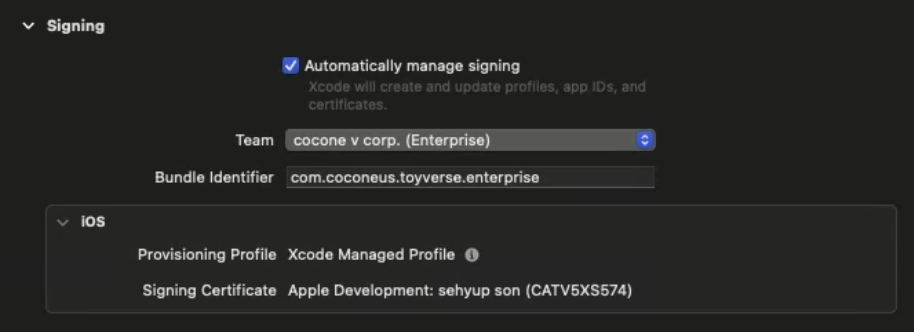 Signing
Automatically manage signing
Xcode will create and update profiles, app IDs, and
certificates.
Team cocone v corp. (Enterprise)
Bundle Identifier com.coconeus.toyverse.enterprise
iOS
Provisioning Profile Xcode Managed Profile
Signing Certificate Apple Development: sehyup son (CATV5XS574)